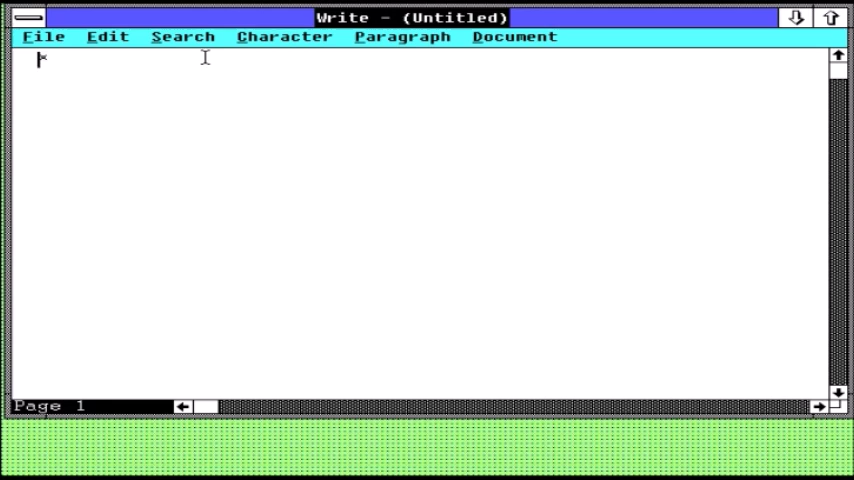 Write - (Untitled)
File Edit Search Character Paragraph Document
Page 1